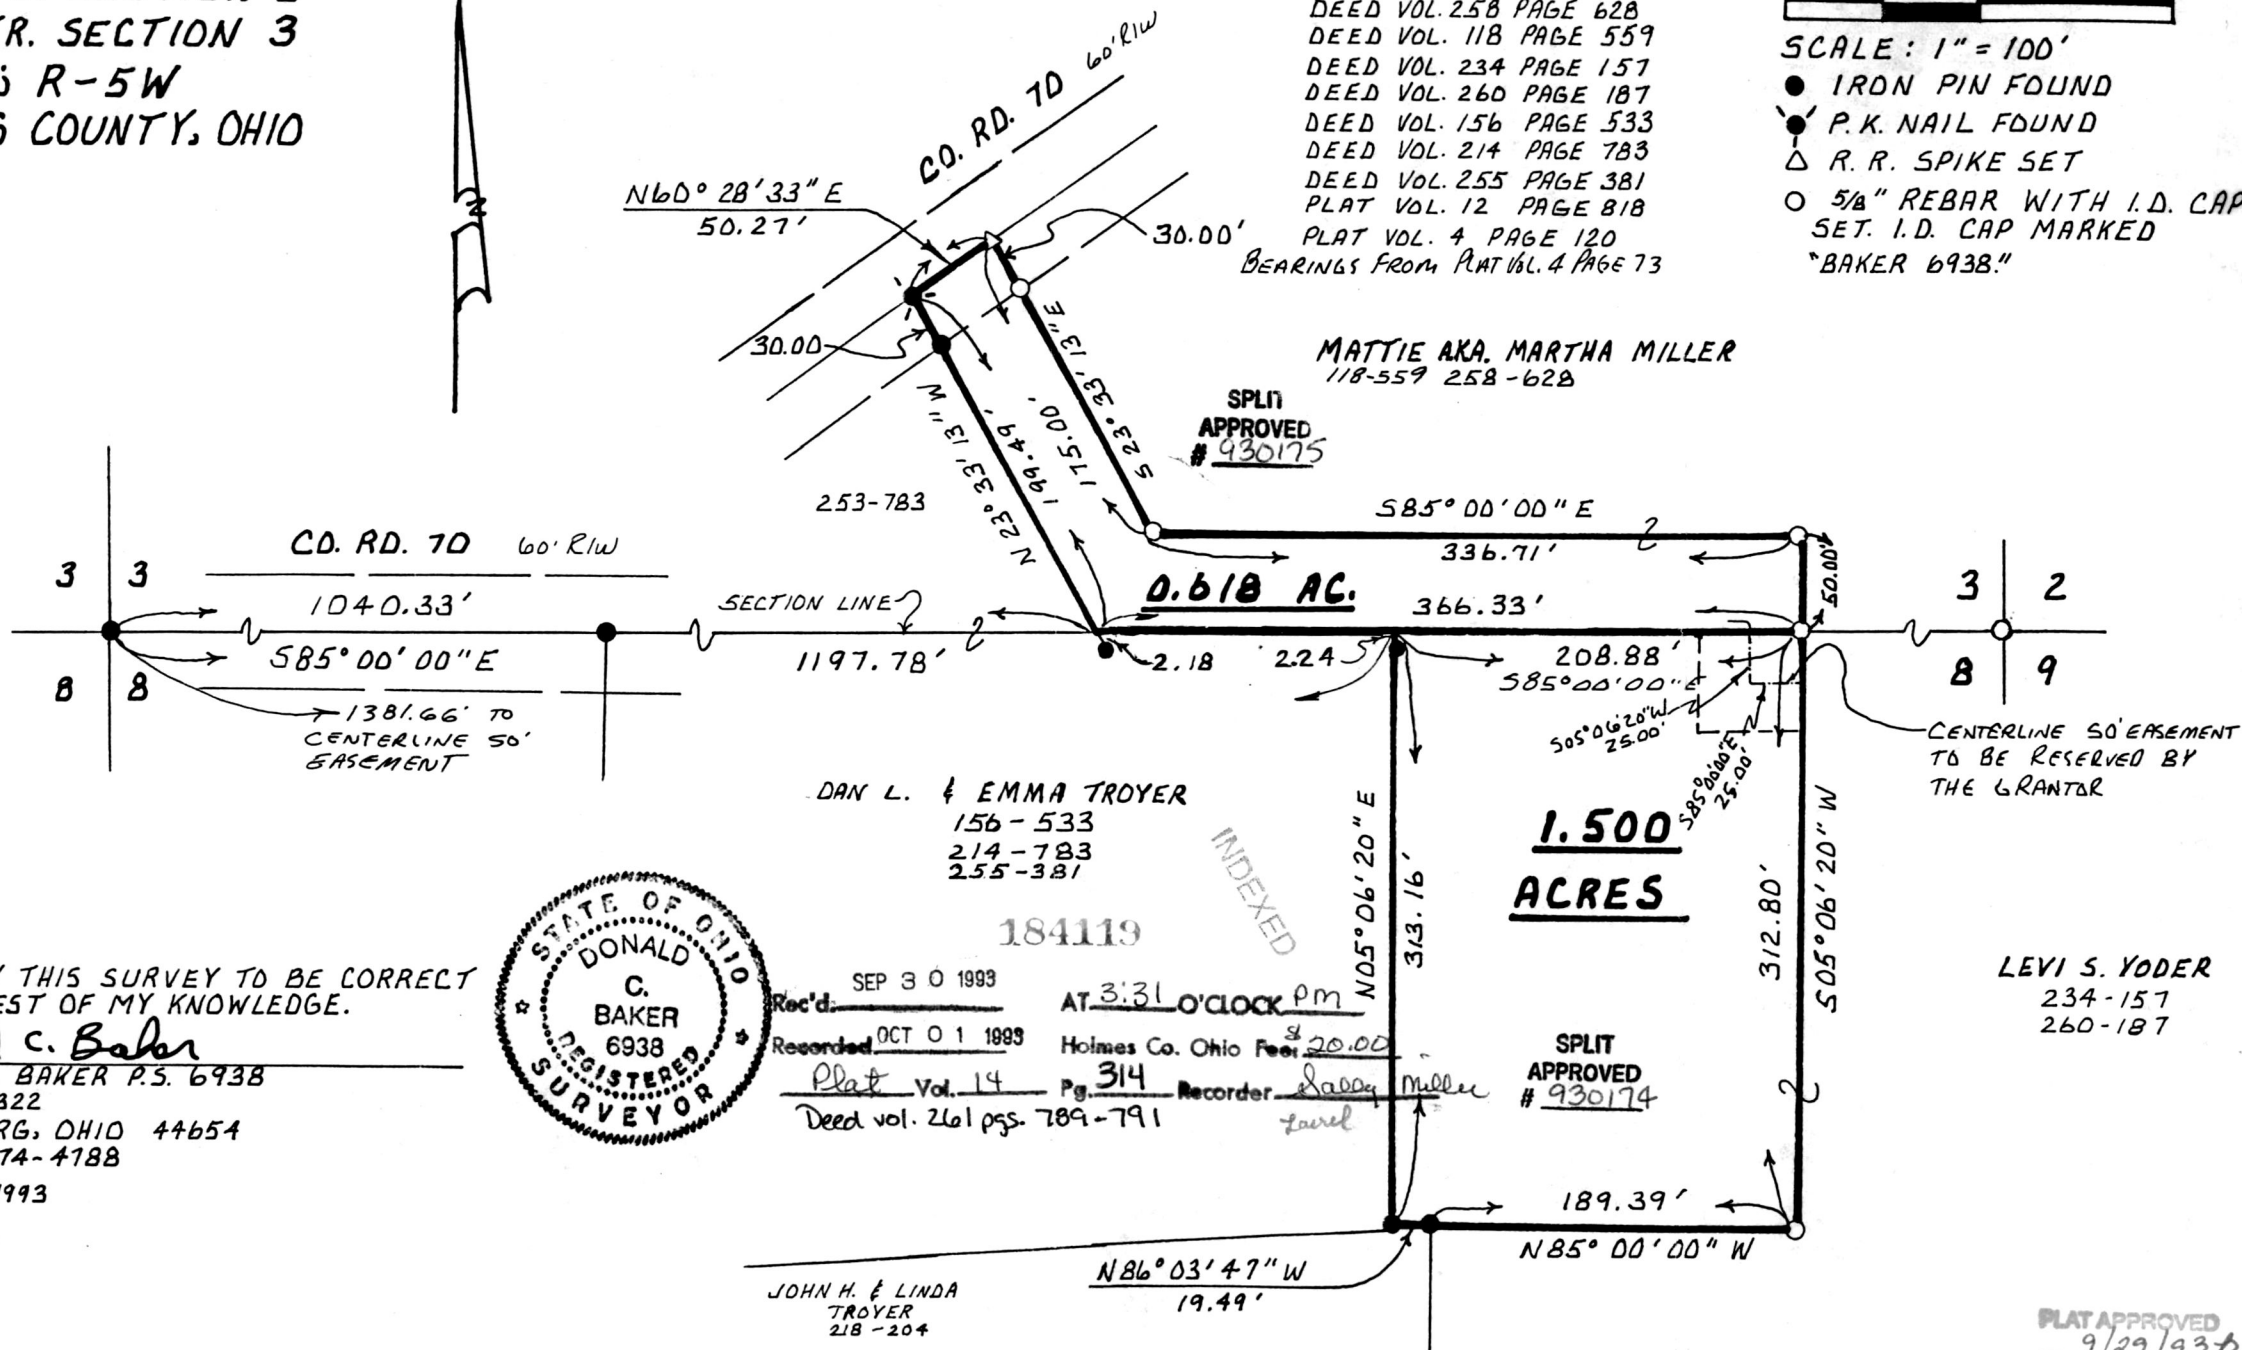 R. SECTION 3
R-5W
COUNTY, OHIO
CO. RD. 70 60' R/W
N60° 28' 33" E
50.27'
30.00'
30.00
DEED VOL. 258 PAGE 628
DEED VOL. 118 PAGE 559
DEED VOL. 234 PAGE 157
DEED VOL. 260 PAGE 187
DEED VOL. 156 PAGE 533
DEED VOL. 214 PAGE 783
DEED VOL. 255 PAGE 381
PLAT VOL. 12 PAGE 818
PLAT VOL. 4 PAGE 120
BEARINGS FROM PLAT VOL. 4 PAGE 73
SCALE: 1" = 100'
IRON PIN FOUND
P.K. NAIL FOUND
R.R. SPIKE SET
5/8" REBAR WITH I.D. CAP
SET. I.D. CAP MARKED
"BAKER 6938."
MATTIE AKA. MARTHA MILLER
118-559 258-628
SPLIT
APPROVED
# 930175
N 23° 33' 13" W
199.49'
175.00'
S 23° 33' 13" E
253-783
S85° 00' 00" E
336.71'
50.00'
0.618 AC.
366.33'
CO. RD. 70 60' R/W
3 3
1040.33'
S85° 00' 00" E
8 8
1381.66' TO
CENTERLINE 50'
EASEMENT
SECTION LINE
1197.78'
2.18
2.24
208.88'
S85°00'00"E
S05°06'20"W
25.00'
S85°00'00"E
25.00'
3 2
8 9
CENTERLINE 50' EASEMENT
TO BE RESERVED BY
THE GRANTOR
DAN L. & EMMA TROYER
156-533
214-783
255-381
1.500
ACRES
N05° 06' 20" E
313.16'
312.80'
S05° 06' 20" W
INDEXED
184119
LEVI S. YODER
234-157
260-187
THIS SURVEY TO BE CORRECT
EST OF MY KNOWLEDGE.
C. Baker
BAKER P.S. 6938
322
RG, OHIO 44654
74-4788
1993
STATE OF OHIO
DONALD
C.
BAKER
6938
REGISTERED
SURVEYOR
Rec'd. SEP 30 1993 AT 3:31 O'CLOCK PM
Recorded OCT 01 1993 Holmes Co. Ohio Fee: $20.00
Plat Vol. 14 Pg. 314 Recorder Sally Miller
Deed vol. 261 pgs. 789-791
SPLIT
APPROVED
# 930174
189.39'
N85° 00' 00" W
N86° 03' 47" W
19.49'
JOHN H. & LINDA
TROYER
218-204
PLAT APPROVED
9/29/93